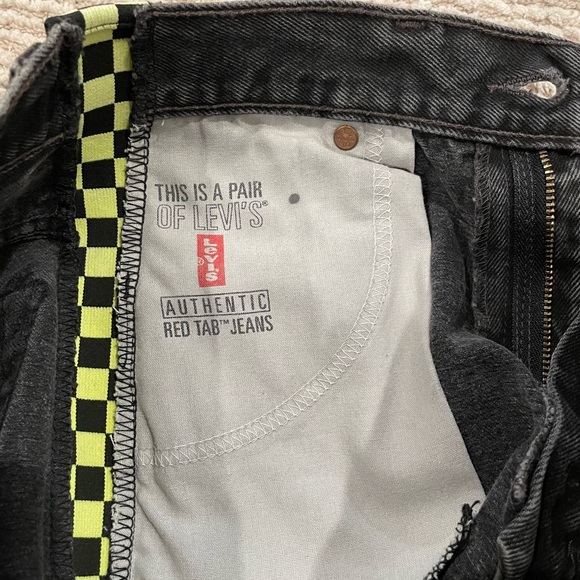 THIS IS A PAIR
OF LEVI'S®
Levi's®
AUTHENTIC
RED TAB™ JEANS